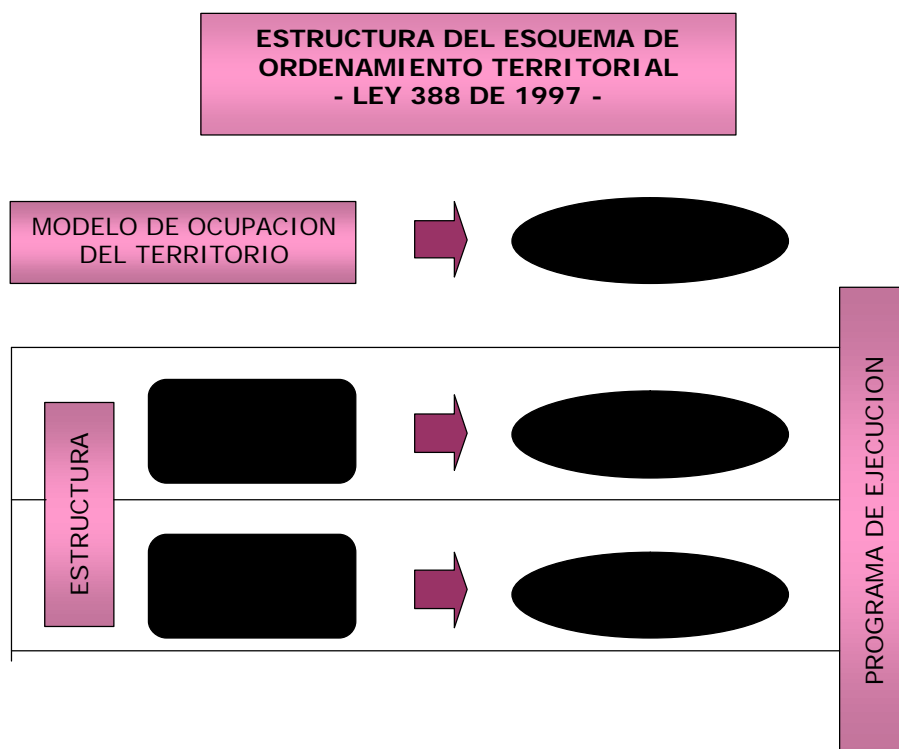 ESTRUCTURA DEL ESQUEMA DE
ORDENAMIENTO TERRITORIAL
- LEY 388 DE 1997 -
MODELO DE OCUPACION
DEL TERRITORIO
ESTRUCTURA
PROGRAMA DE EJECUCION